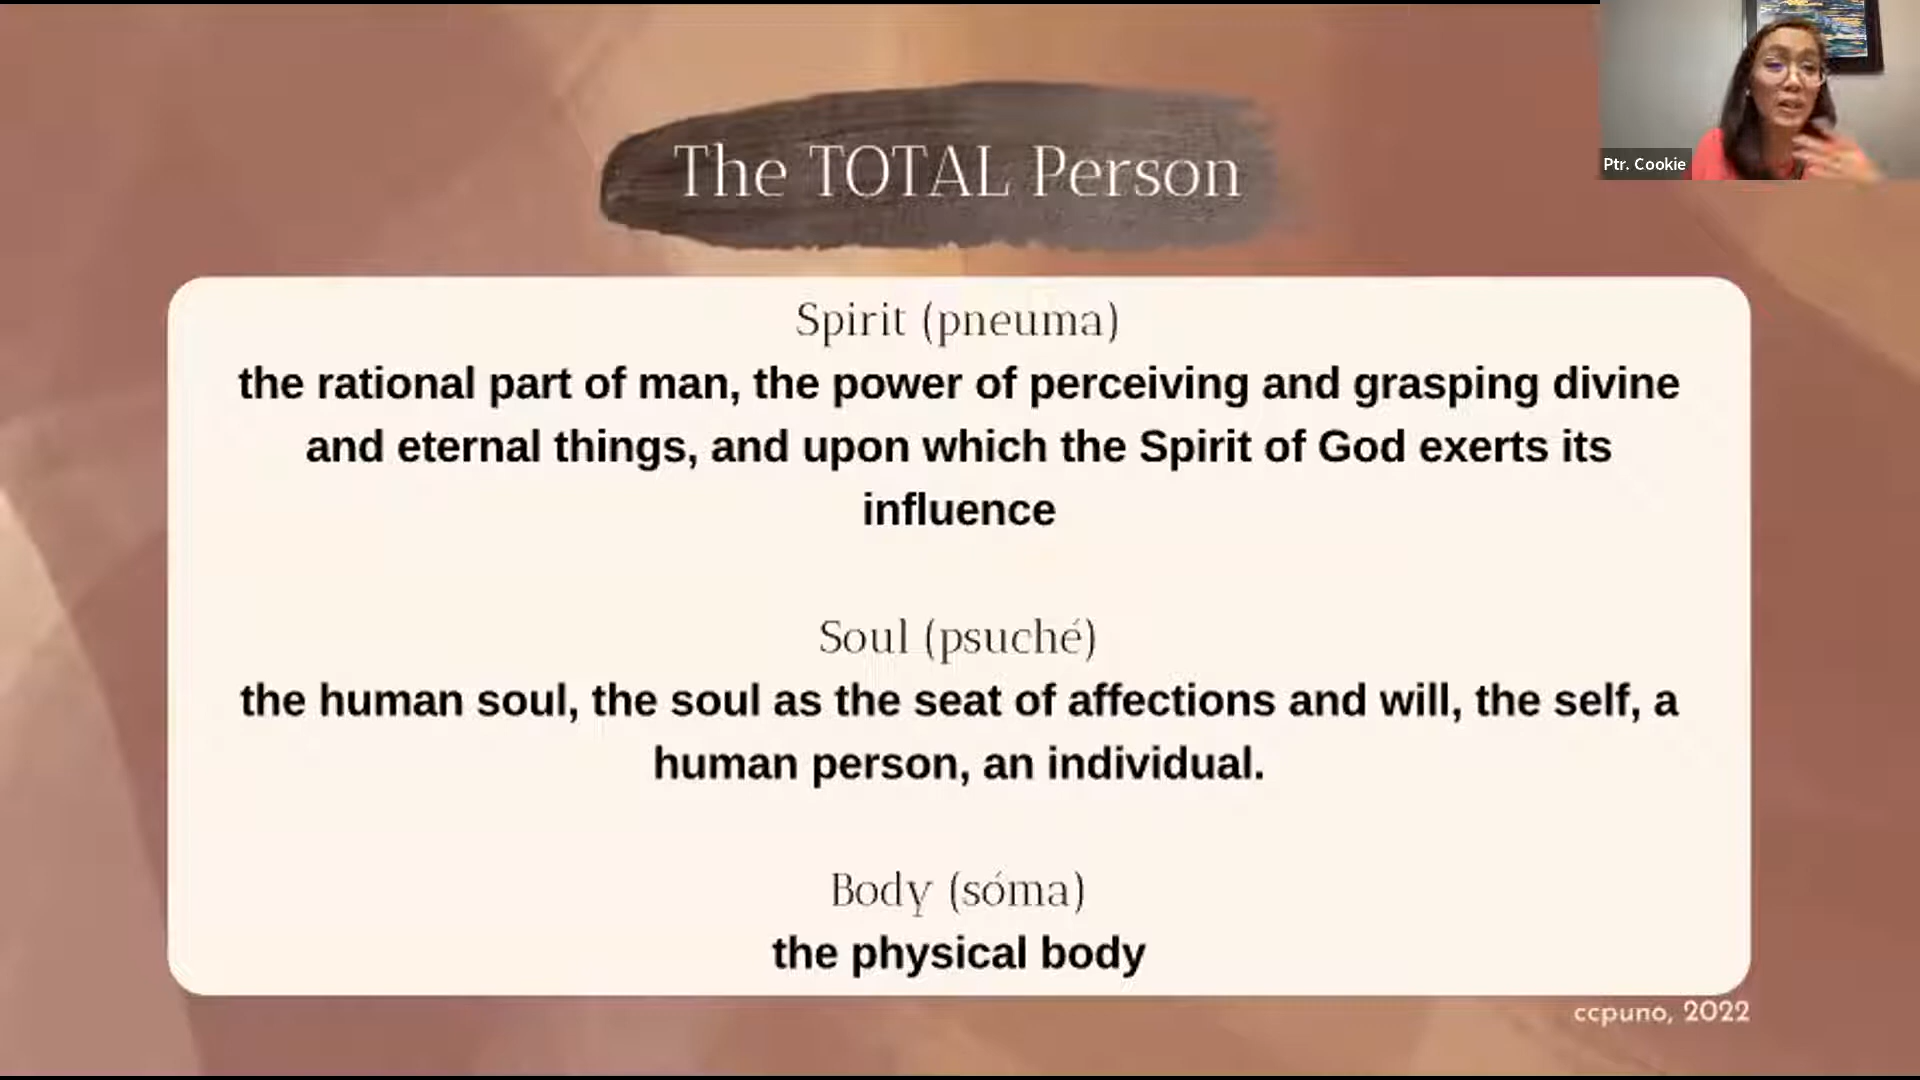 The TOTAL Person
Ptr. Cookie
Spirit (pneuma)
the rational part of man, the power of perceiving and grasping divine
and eternal things, and upon which the Spirit of God exerts its
influence
Soul (psuché)
the human soul, the soul as the seat of affections and will, the self, a
human person, an individual.
Body (sóma)
the physical body
ccpuno, 2022